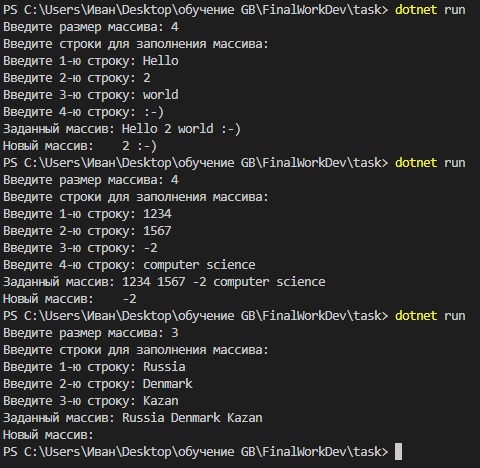 PS C:\Users\Иван\Desktop\обучение GB\FinalWorkDev\task> dotnet run
Введите размер массива: 4
Введите строки для заполнения массива:
Введите 1-ю строку: Hello
Введите 2-ю строку: 2
Введите 3-ю строку: world
Введите 4-ю строку: :-)
Заданный массив: Hello 2 world :-)
Новый массив:    2 :-)
PS C:\Users\Иван\Desktop\обучение GB\FinalWorkDev\task> dotnet run
Введите размер массива: 4
Введите строки для заполнения массива:
Введите 1-ю строку: 1234
Введите 2-ю строку: 1567
Введите 3-ю строку: -2
Введите 4-ю строку: computer science
Заданный массив: 1234 1567 -2 computer science
Новый массив:    -2
PS C:\Users\Иван\Desktop\обучение GB\FinalWorkDev\task> dotnet run
Введите размер массива: 3
Введите строки для заполнения массива:
Введите 1-ю строку: Russia
Введите 2-ю строку: Denmark
Введите 3-ю строку: Kazan
Заданный массив: Russia Denmark Kazan
Новый массив:
PS C:\Users\Иван\Desktop\обучение GB\FinalWorkDev\task>